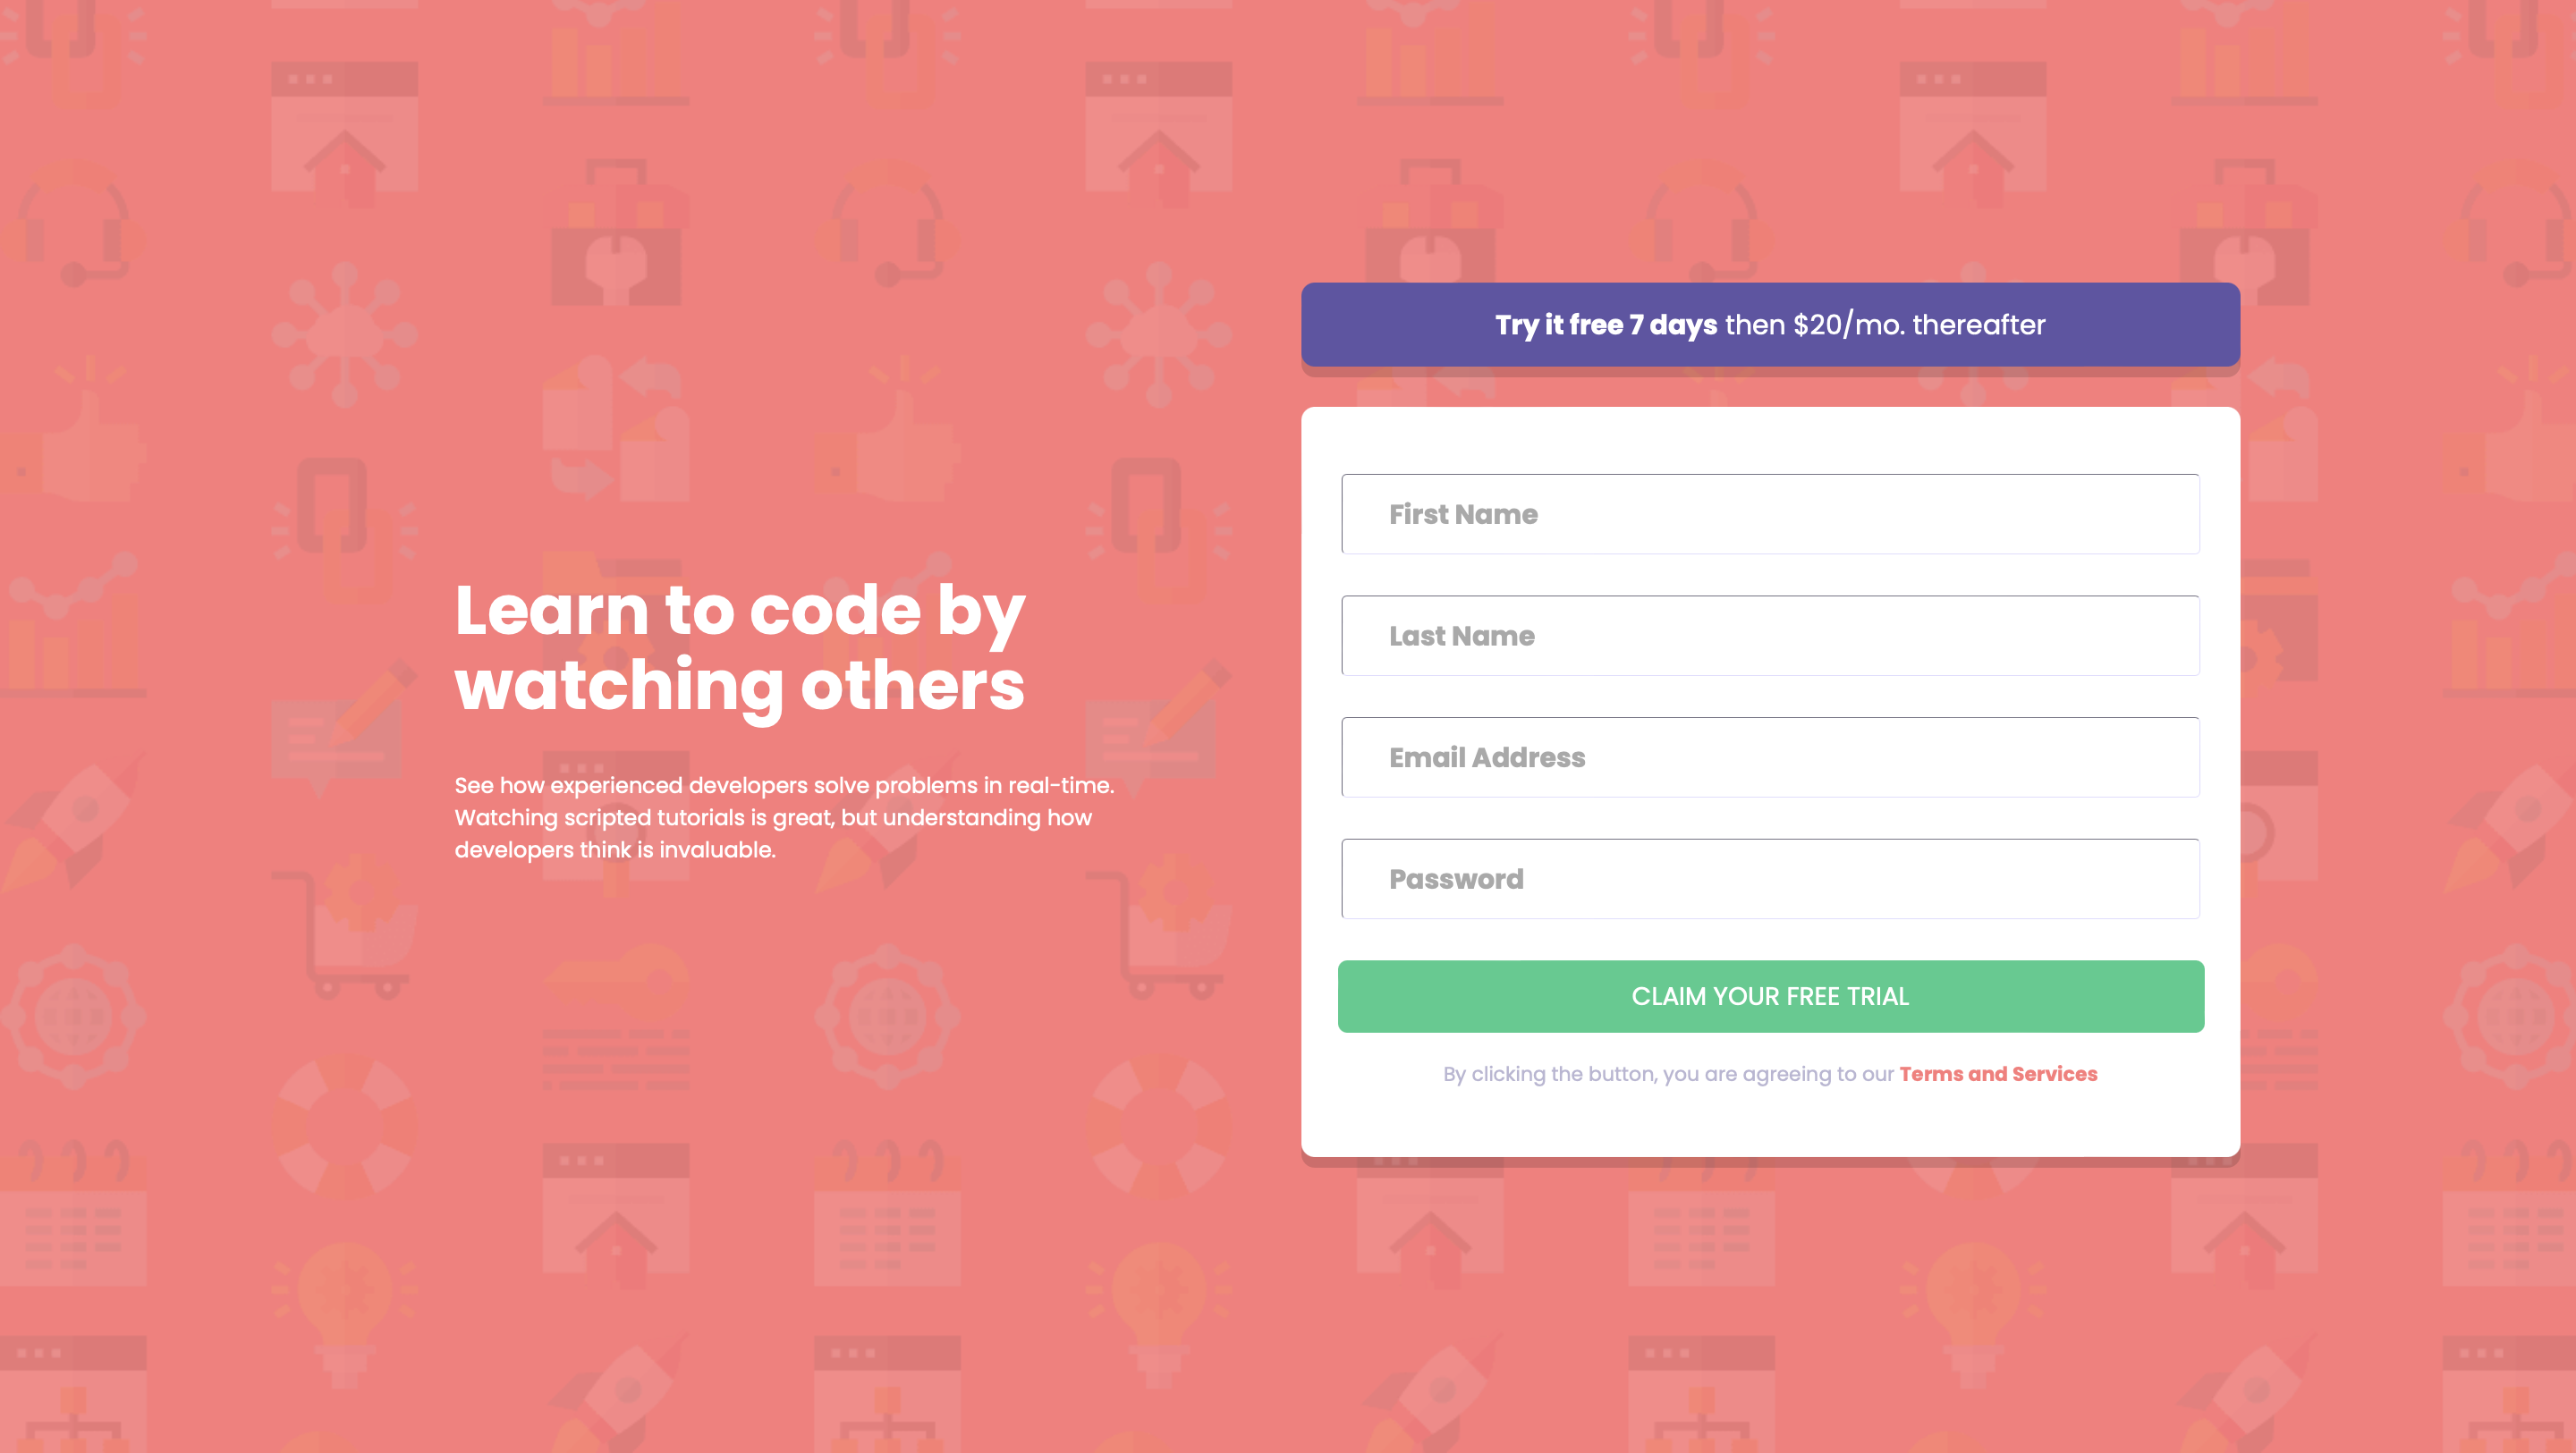 Learn to code by
watching others
See how experienced developers solve problems in real-time.
Watching scripted tutorials is great, but understanding how
developers think is invaluable.
Try it free 7 days then $20/mo. thereafter
First Name
Last Name
Email Address
Password
CLAIM YOUR FREE TRIAL
By clicking the button, you are agreeing to our Terms and Services